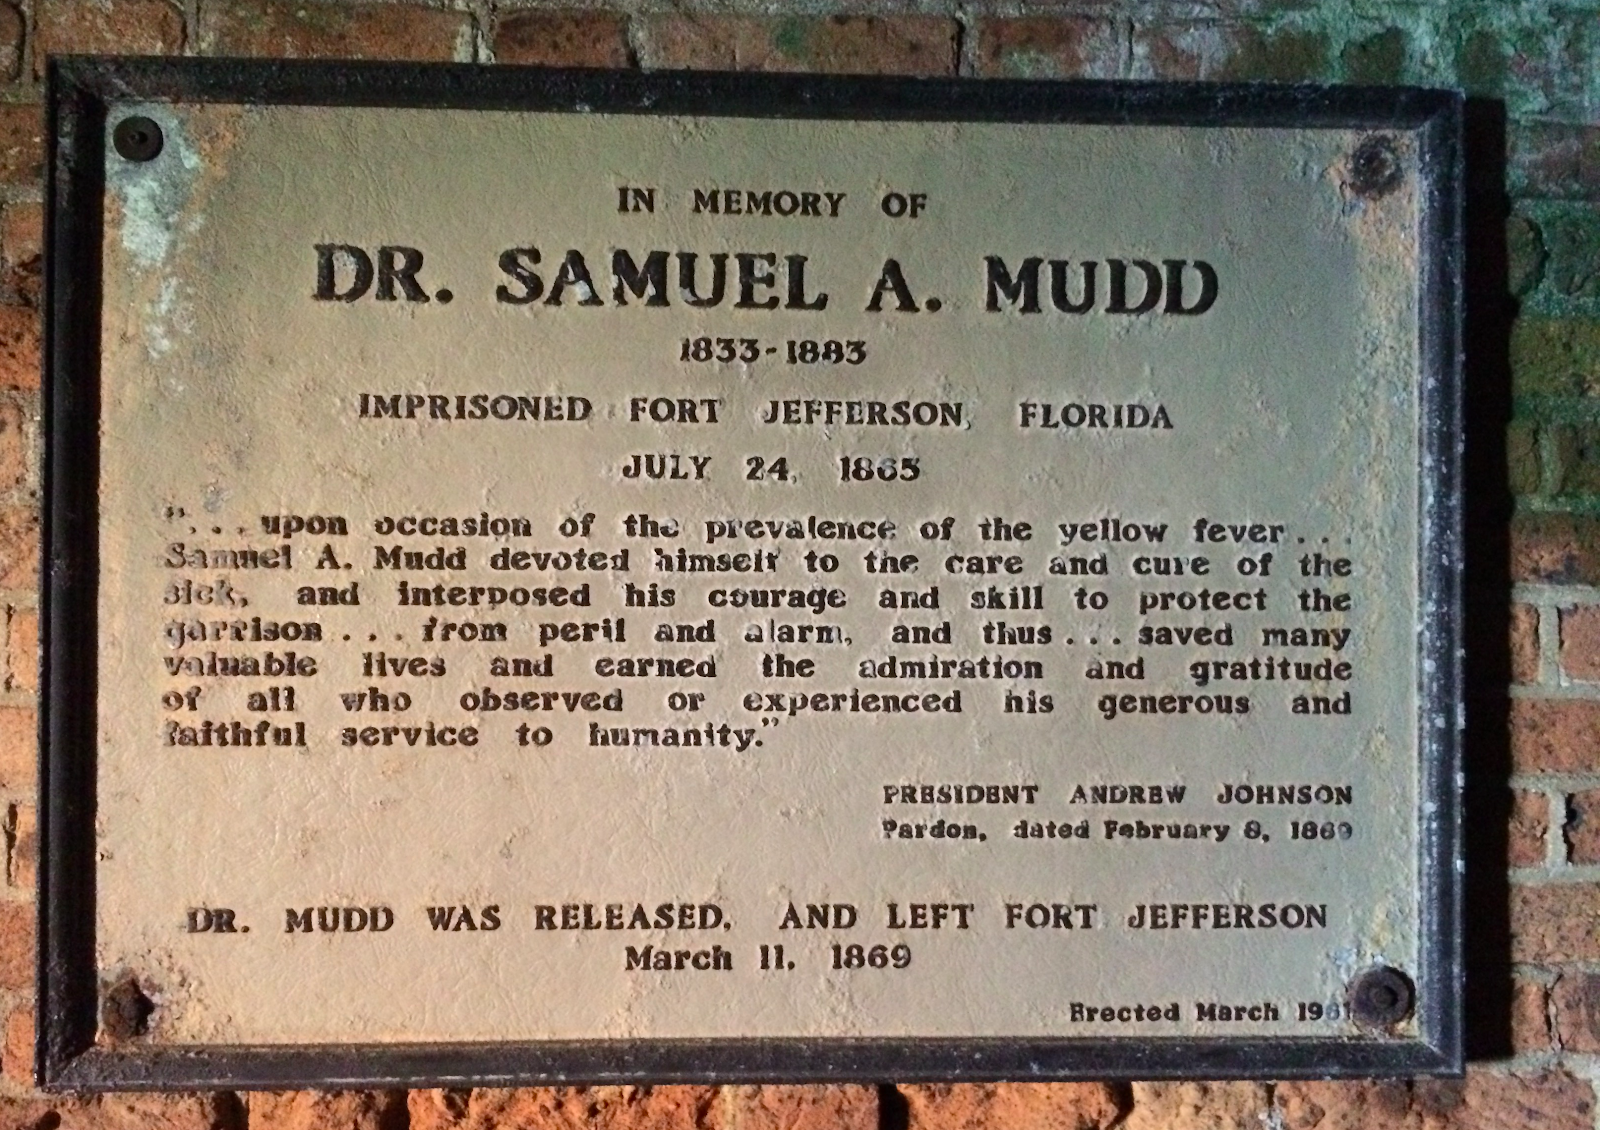 IN MEMORY OF
DR. SAMUEL A. MUDD
1833-1883
IMPRISONED FORT JEFFERSON, FLORIDA
JULY 24, 1865
"... upon occasion of the prevalence of the yellow fever...
Samuel A. Mudd devoted himself to the care and cure of the
sick, and interposed his courage and skill to protect the
garrison... from peril and alarm, and thus... saved many
valuable lives and earned the admiration and gratitude
of all who observed or experienced his generous and
faithful service to humanity."
PRESIDENT ANDREW JOHNSON
Pardon, dated February 8, 1869
DR. MUDD WAS RELEASED, AND LEFT FORT JEFFERSON
March 11, 1869
Erected March 1961